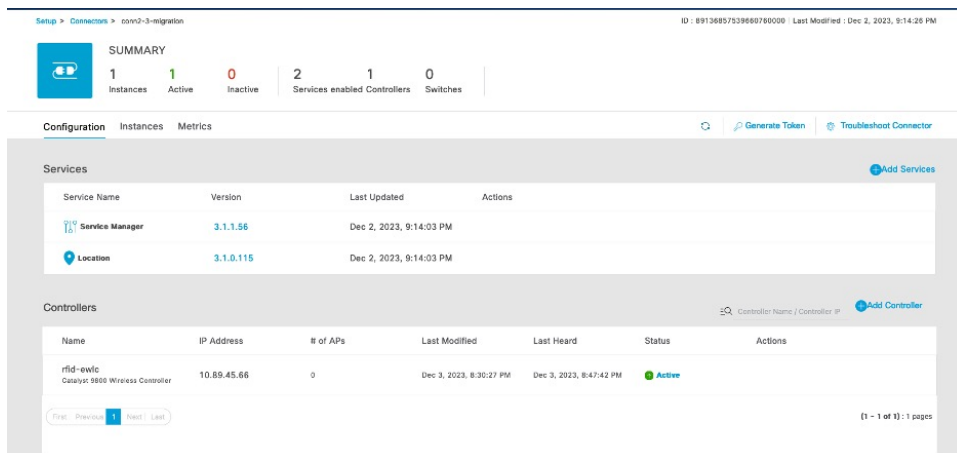 Setup > Connectors > conn2-3-migration
ID : 89136857539660760000 | Last Modified : Dec 2, 2023, 9:14:26 PM
SUMMARY
1 1 0 2 1 0
Instances Active Inactive Services enabled Controllers Switches
Configuration Instances Metrics Generate Token Troubleshoot Connector
Services Add Services
Service Name Version Last Updated Actions
Service Manager 3.1.1.56 Dec 2, 2023, 9:14:03 PM
Location 3.1.0.115 Dec 2, 2023, 9:14:03 PM
Controllers Controller Name / Controller IP Add Controller
Name IP Address # of APs Last Modified Last Heard Status Actions
rfid-ewlc
Catalyst 9800 Wireless Controller 10.89.45.66 0 Dec 3, 2023, 8:30:27 PM Dec 3, 2023, 8:47:42 PM Active
First Previous 1 Next Last (1 - 1 of 1) : 1 pages